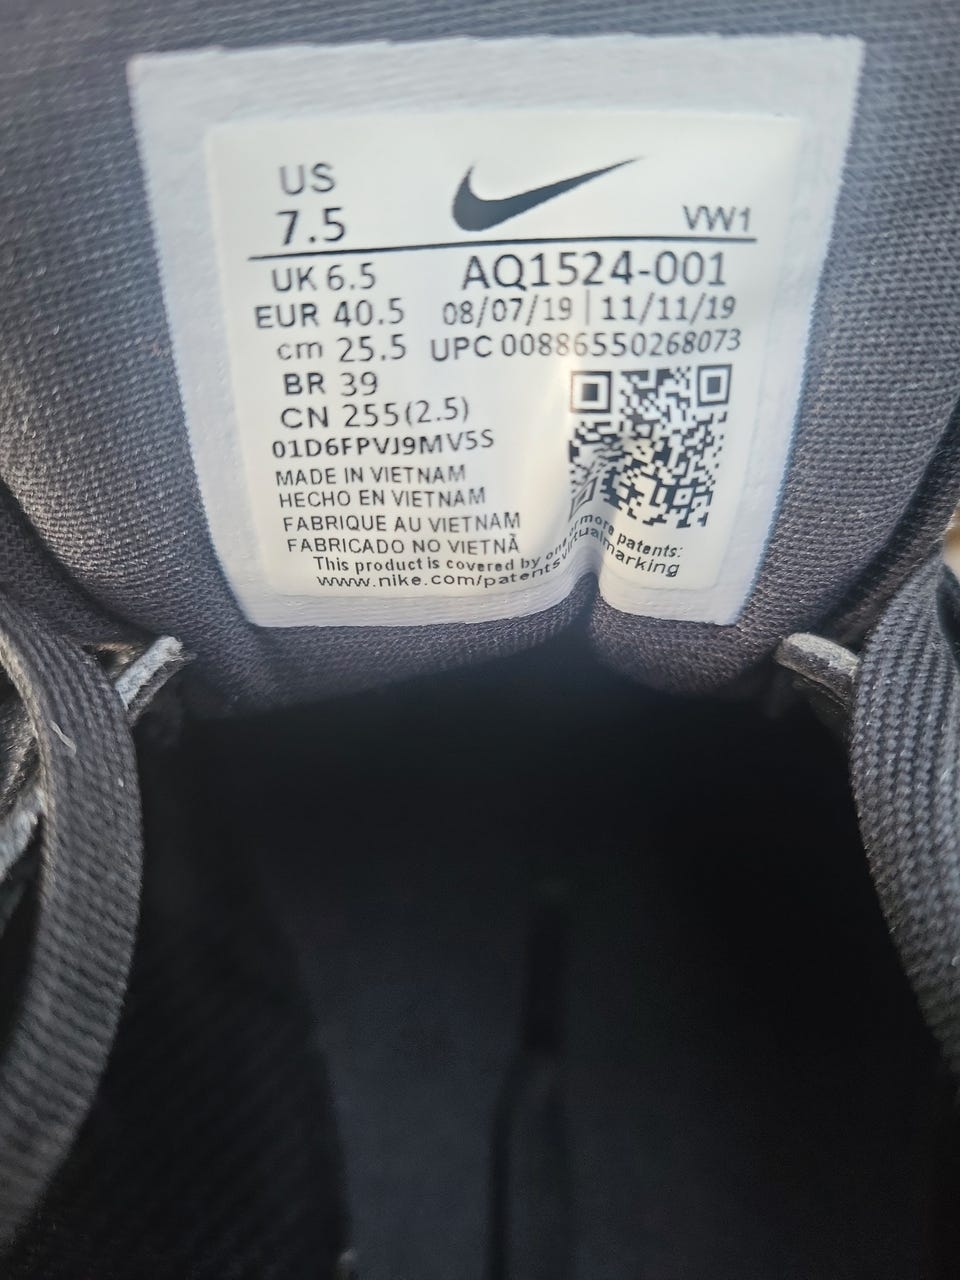 US
7.5
VW1
UK 6.5 AQ1524-001
EUR 40.5 08/07/19 | 11/11/19
cm 25.5 UPC 00886550268073
BR 39
CN 255(2.5)
01D6FPVJ9MV5S
MADE IN VIETNAM
HECHO EN VIETNAM
FABRIQUE AU VIETNAM
FABRICADO NO VIETNÃ
This product is covered by one or more patents:
www.nike.com/patentsvirtualmarking